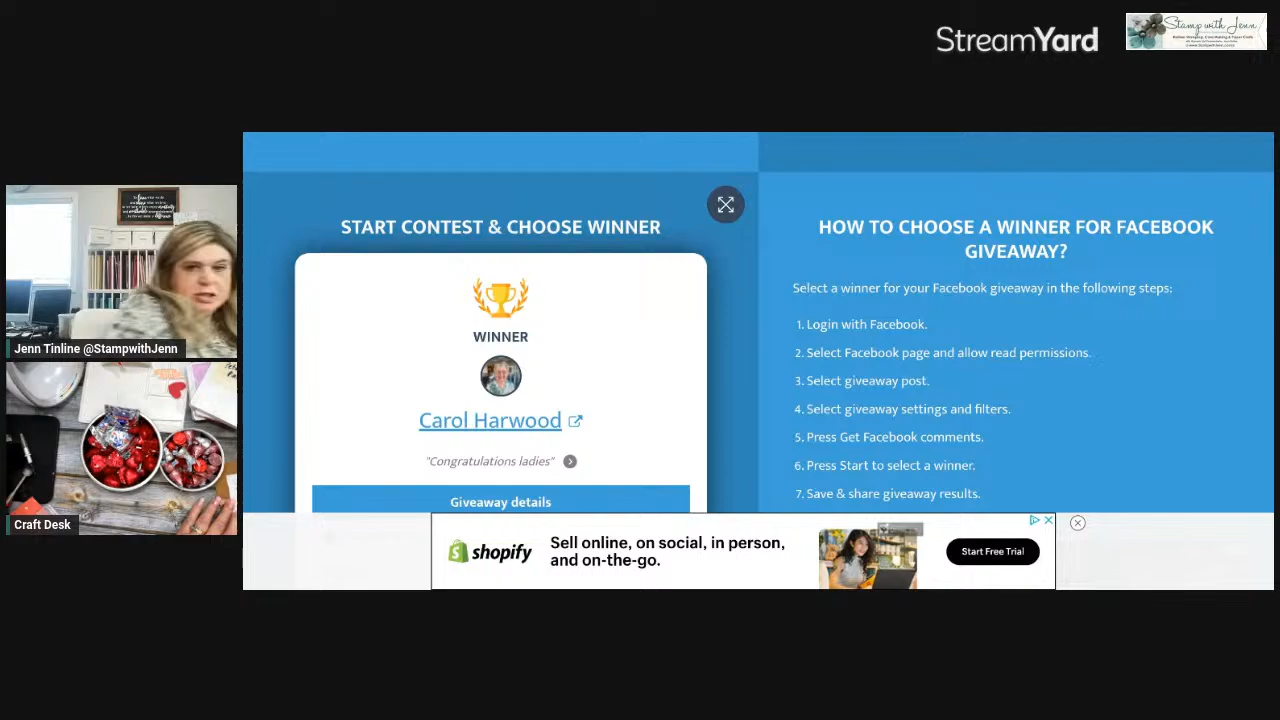 StreamYard
Stamp with Jenn
Jenn Tinline @StampwithJenn
Craft Desk
START CONTEST & CHOOSE WINNER
WINNER
Carol Harwood
"Congratulations ladies"
Giveaway details
HOW TO CHOOSE A WINNER FOR FACEBOOK
GIVEAWAY?
Select a winner for your Facebook giveaway in the following steps:
1. Login with Facebook.
2. Select Facebook page and allow read permissions.
3. Select giveaway post.
4. Select giveaway settings and filters.
5. Press Get Facebook comments.
6. Press Start to select a winner.
7. Save & share giveaway results.
shopify
Sell online, on social, in person,
and on-the-go.
Start Free Trial